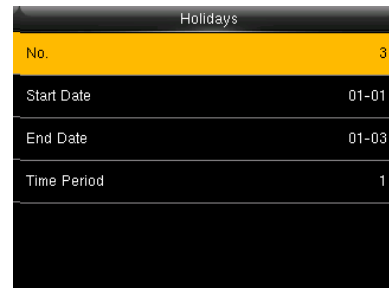 Holidays
No. 3
Start Date 01-01
End Date 01-03
Time Period 1